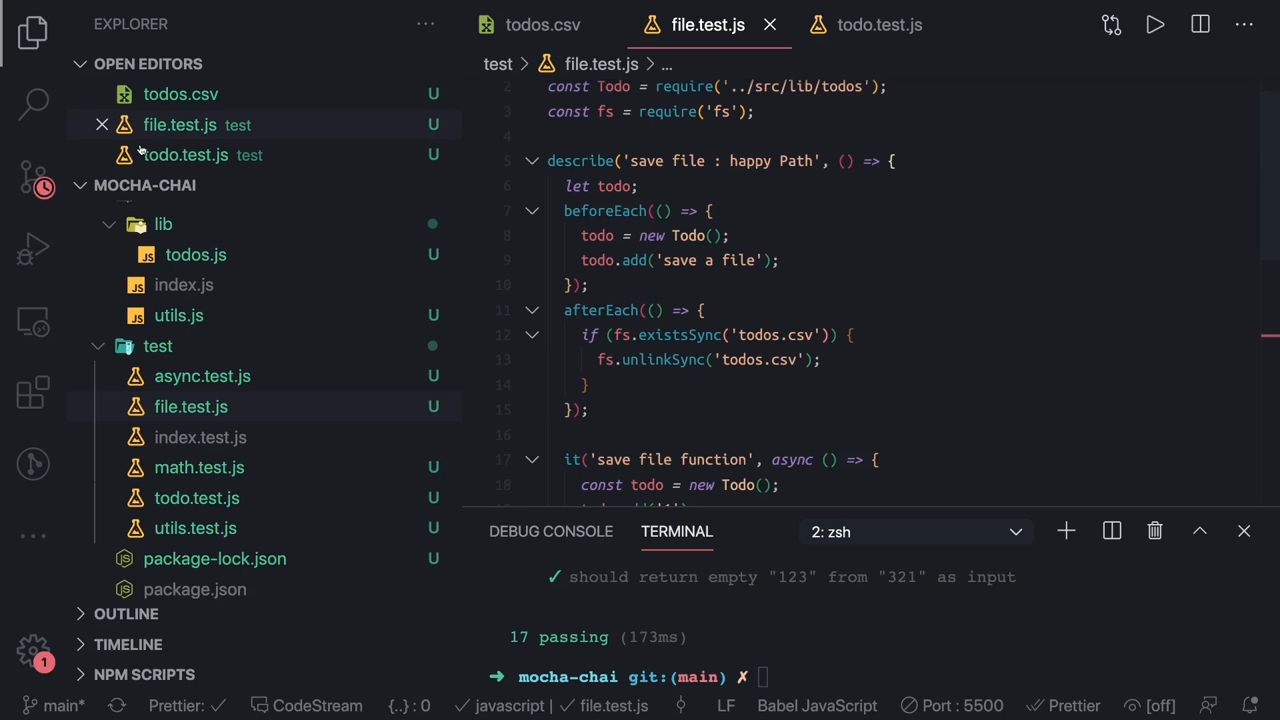 EXPLORER
OPEN EDITORS
todos.csv U
file.test.js test U
todo.test.js test U
MOCHA-CHAI
lib
todos.js U
index.js
utils.js U
test
async.test.js U
file.test.js U
index.test.js
math.test.js U
todo.test.js U
utils.test.js U
package-lock.json U
package.json
OUTLINE
TIMELINE
NPM SCRIPTS
1
todos.csv file.test.js todo.test.js
test > file.test.js > ...
2 const Todo = require('../src/lib/todos');
3 const fs = require('fs');
4
5 describe('save file : happy Path', () => {
6 let todo;
7 beforeEach(() => {
8 todo = new Todo();
9 todo.add('save a file');
10 });
11 afterEach(() => {
12 if (fs.existsSync('todos.csv')) {
13 fs.unlinkSync('todos.csv');
14 }
15 });
16
17 it('save file function', async () => {
18 const todo = new Todo();
DEBUG CONSOLE TERMINAL 2: zsh
✓ should return empty "123" from "321" as input
17 passing (173ms)
→ mocha-chai git:(main) ✗
main* Prettier: ✓ CodeStream {..} : 0 ✓ javascript | ✓ file.test.js LF Babel JavaScript Port : 5500 Prettier [off]